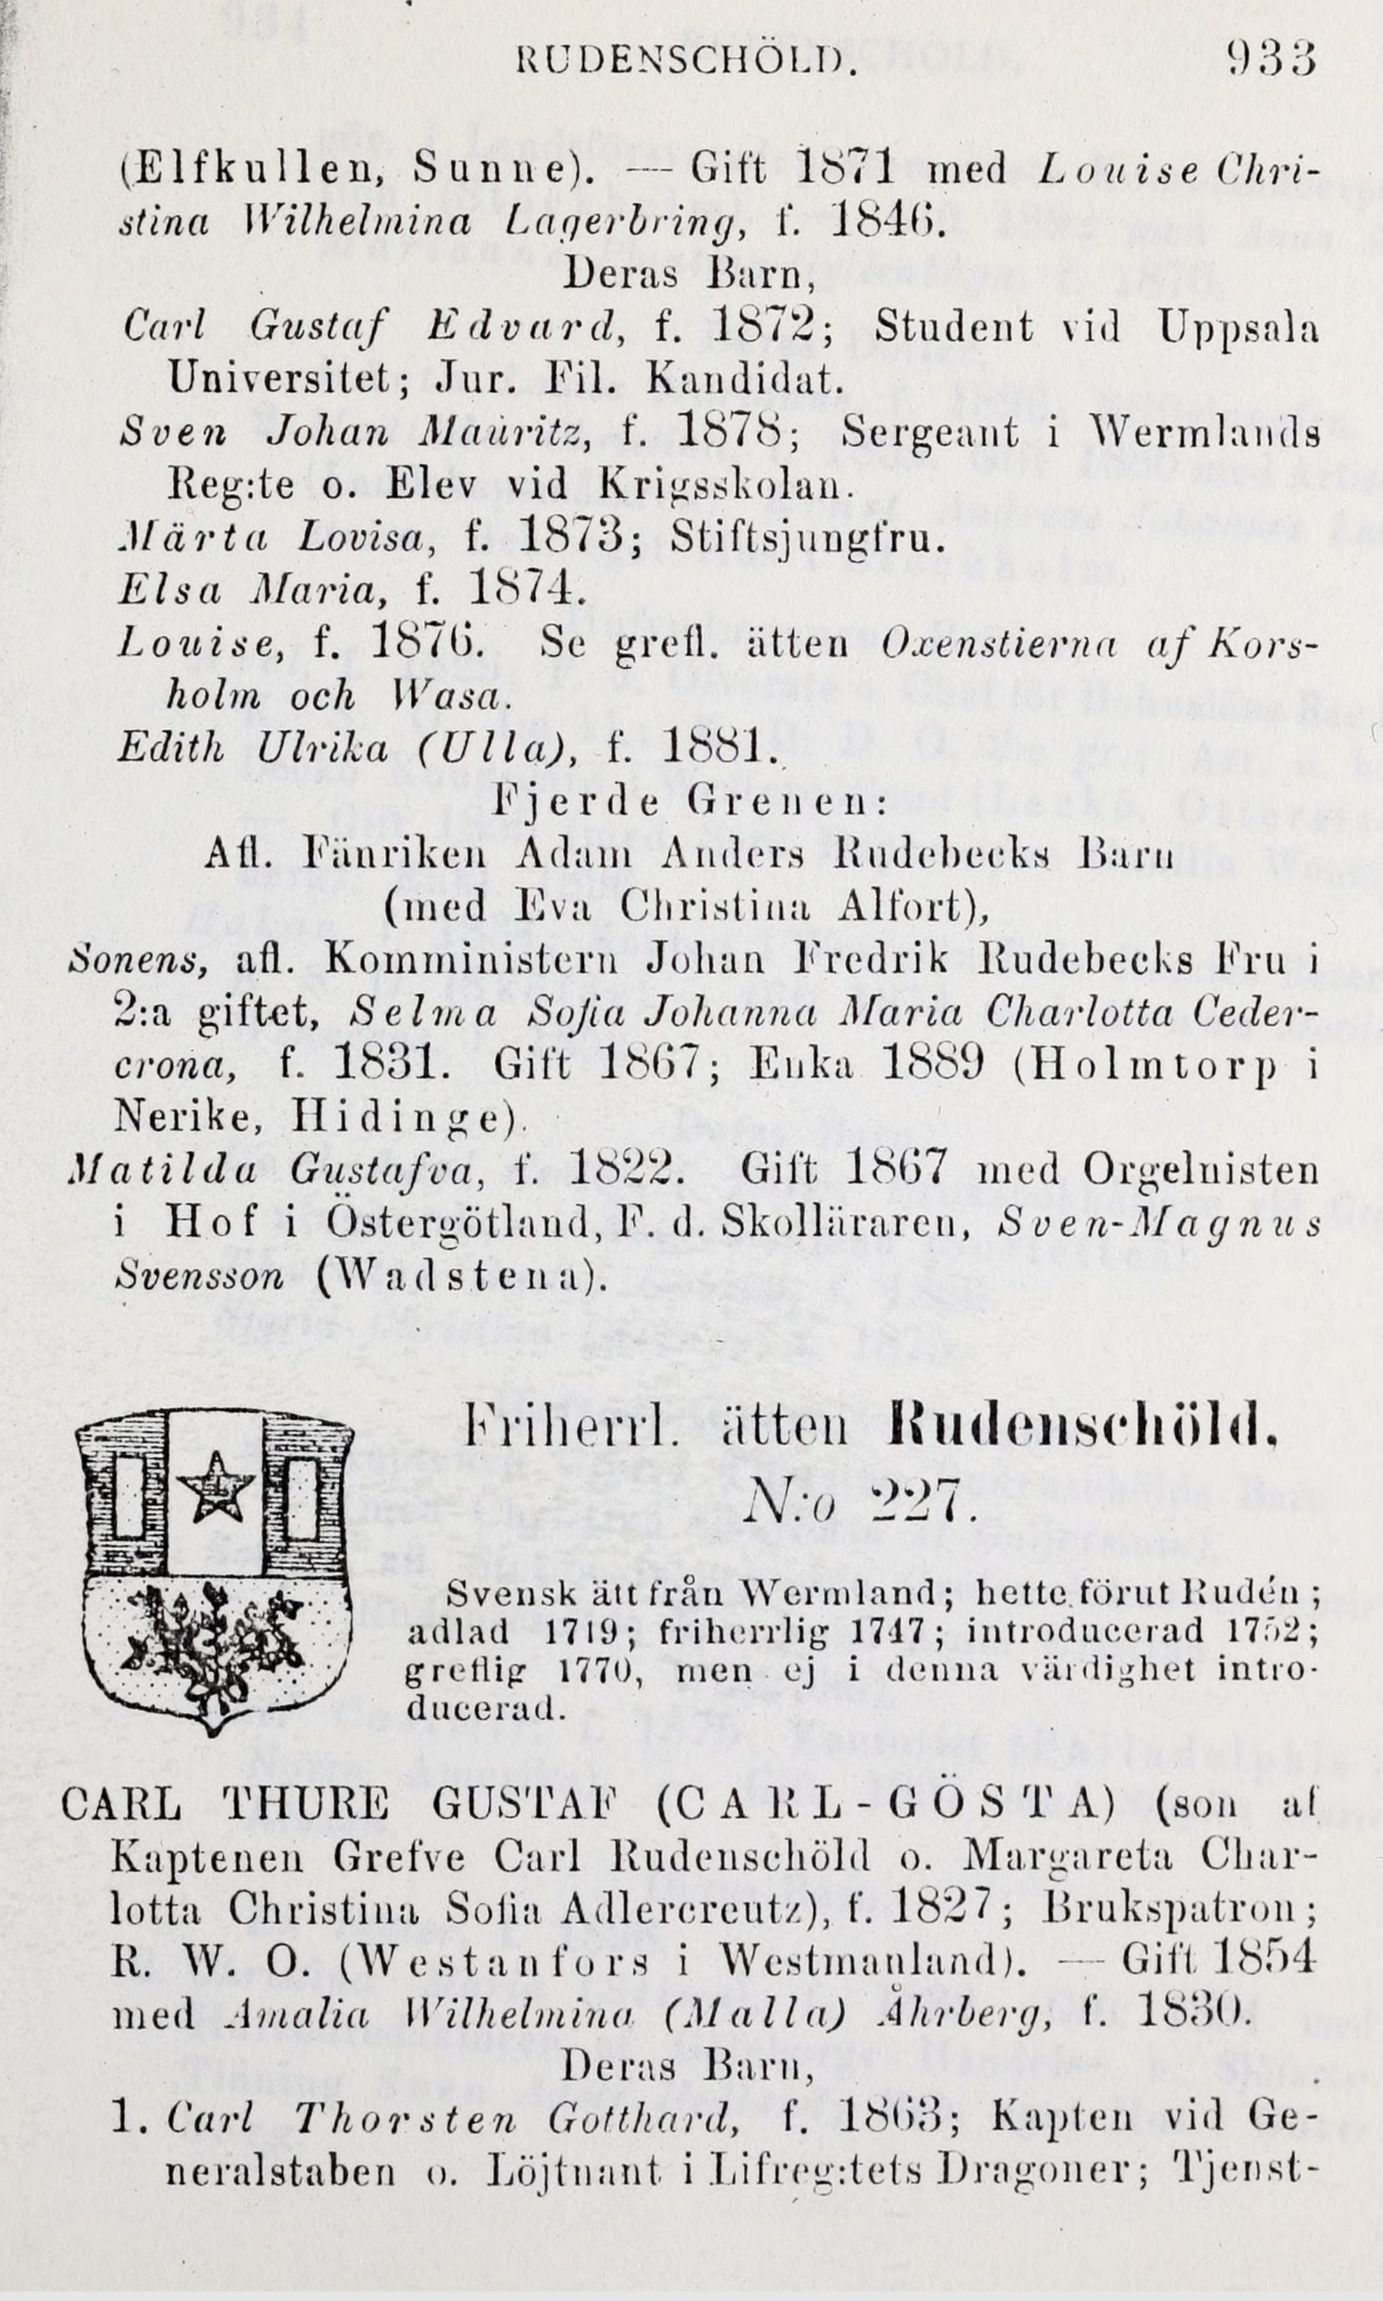 RUDENSCHÖLD. 933
(Elfkullen, Sunne). — Gift 1871 med Louise Chri-
stina Wilhelmina Lagerbring, f. 1846.
Deras Barn,
Carl Gustaf Edvard, f. 1872; Student vid Uppsala
Universitet; Jur. Fil. Kandidat.
Sven Johan Mauritz, f. 1878; Sergeant i Wermlands
Reg:te o. Elev vid Krigsskolan.
Märta Lovisa, f. 1873; Stiftsjungfru.
Elsa Maria, f. 1874.
Louise, f. 1876. Se grefl. ätten Oxenstierna af Kors-
holm och Wasa.
Edith Ulrika (Ulla), f. 1881.
Fjerde Grenen:
Afl. Fänriken Adam Anders Rudebecks Barn
(med Eva Christina Alfort),
Sonens, afl. Komministern Johan Fredrik Rudebecks Fru i
2:a giftet, Selma Sofia Johanna Maria Charlotta Ceder-
crona, f. 1831. Gift 1867; Enka 1889 (Holmtorp i
Nerike, Hidinge).
Matilda Gustafva, f. 1822. Gift 1867 med Orgelnisten
i Hof i Östergötland, F. d. Skolläraren, Sven-Magnus
Svensson (Wadstena).
Friherrl. ätten Rudenschöld.
N:o 227.
Svensk ätt från Wermland; hette förut Rudén;
adlad 1719; friherrlig 1747; introducerad 1752;
greflig 1770, men ej i denna värdighet intro-
ducerad.
CARL THURE GUSTAF (CARL-GÖSTA) (son af
Kaptenen Grefve Carl Rudenschöld o. Margareta Char-
lotta Christina Sofia Adlercreutz), f. 1827; Brukspatron;
R. W. O. (Westanfors i Westmanland). — Gift 1854
med Amalia Wilhelmina (Malla) Åhrberg, f. 1830.
Deras Barn,
1. Carl Thorsten Gotthard, f. 1863; Kapten vid Ge-
neralstaben o. Löjtnant i Lifreg:tets Dragoner; Tjenst-